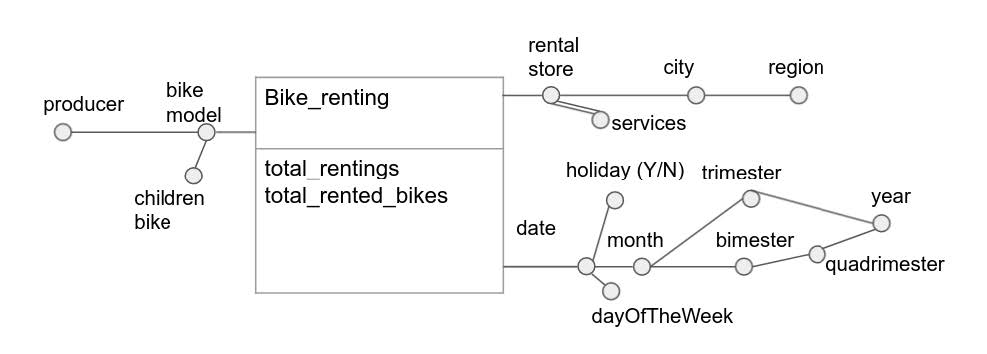 producer
bike
model
children
bike
Bike_renting
total_rentings
total_rented_bikes
rental
store
city
region
services
holiday (Y/N)
trimester
year
date
month
bimester
quadrimester
dayOfTheWeek